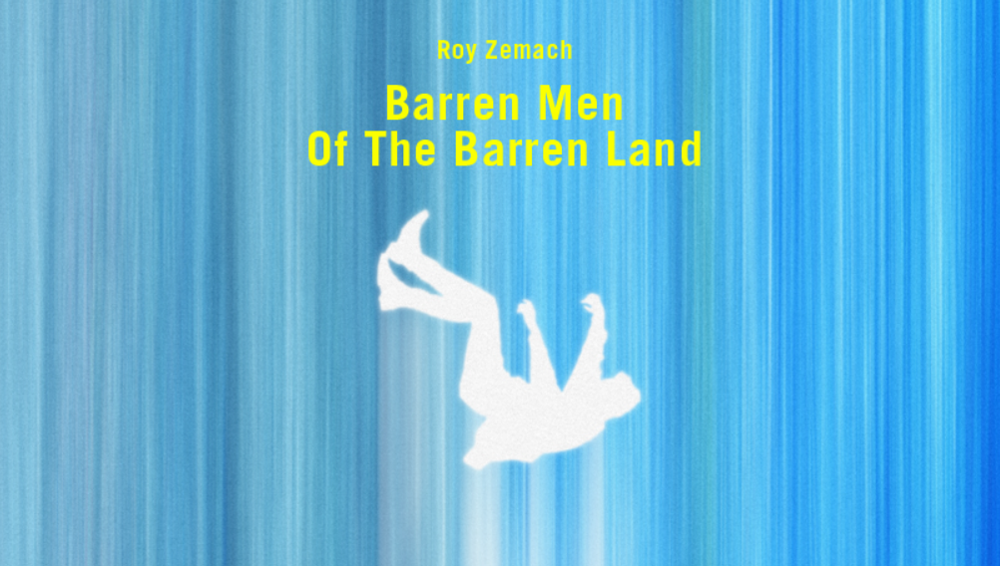 Roy Zemach
Barren Men
Of The Barren Land